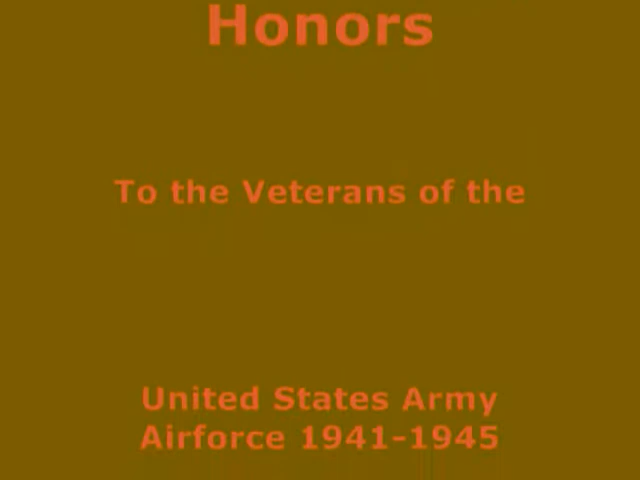 Honors
To the Veterans of the
United States Army
Airforce 1941-1945